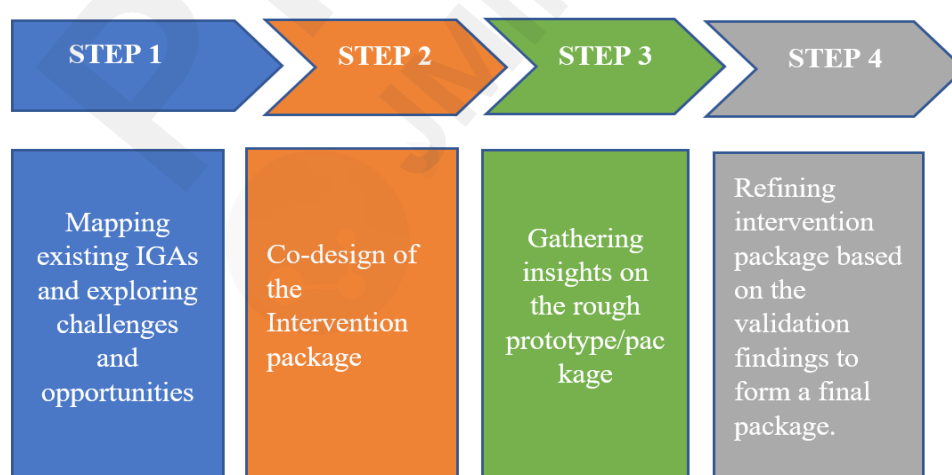 STEP 1
STEP 2
STEP 3
STEP 4
Mapping
existing IGAs
and exploring
challenges
and
opportunities
Co-design of
the
Intervention
package
Gathering
insights on
the rough
prototype/pac
kage
Refining
intervention
package based
on the
validation
findings to
form a final
package.